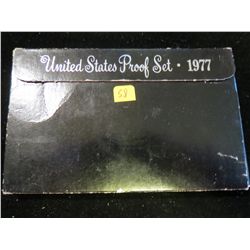 United States Proof Set • 1977
58